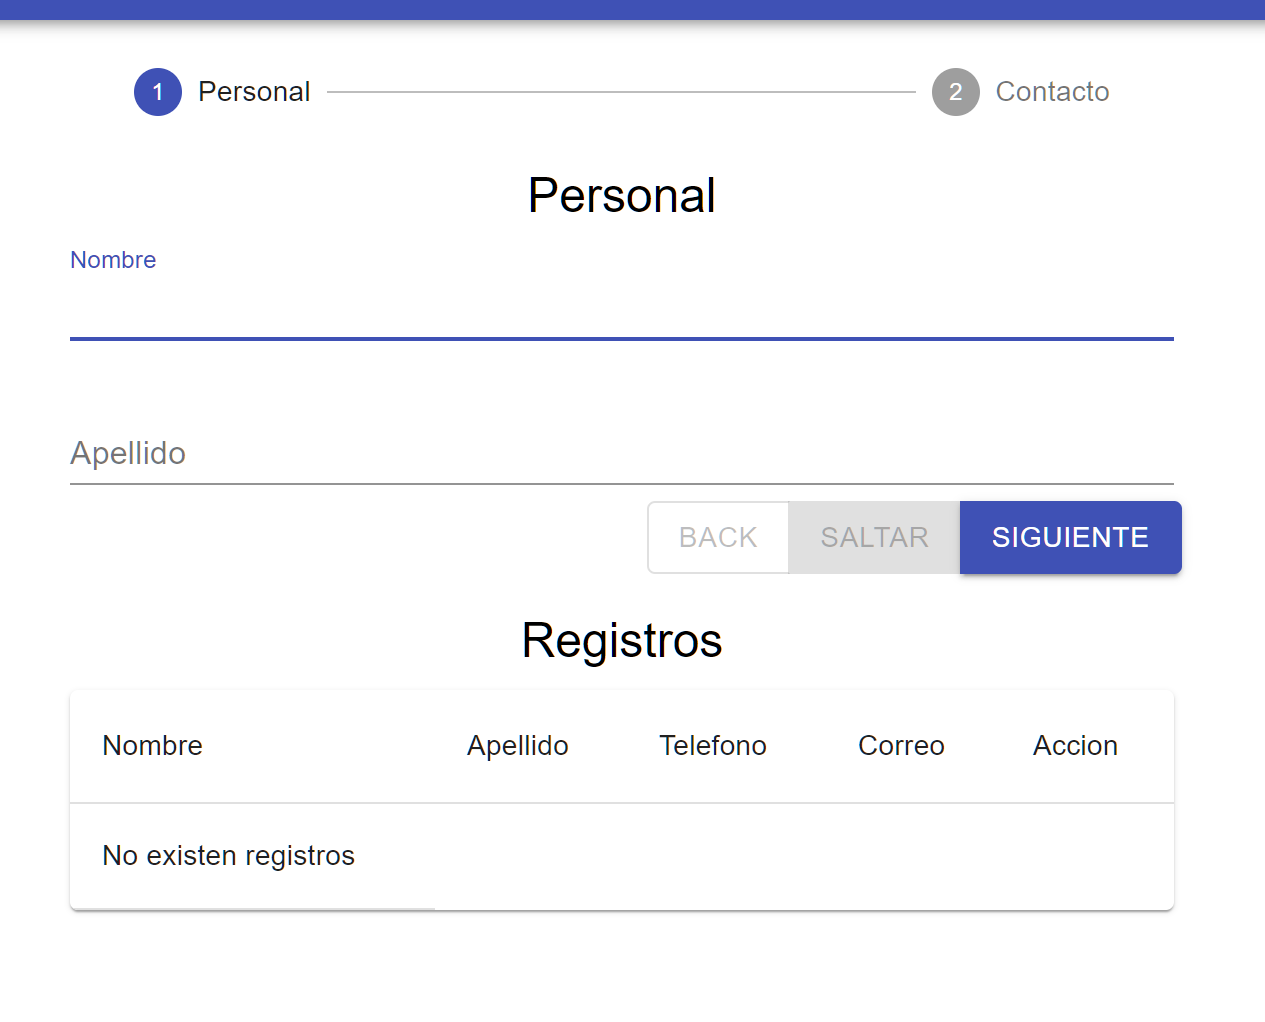 1 Personal 2 Contacto
Personal
Nombre
Apellido
BACK SALTAR SIGUIENTE
Registros
Nombre Apellido Telefono Correo Accion
No existen registros